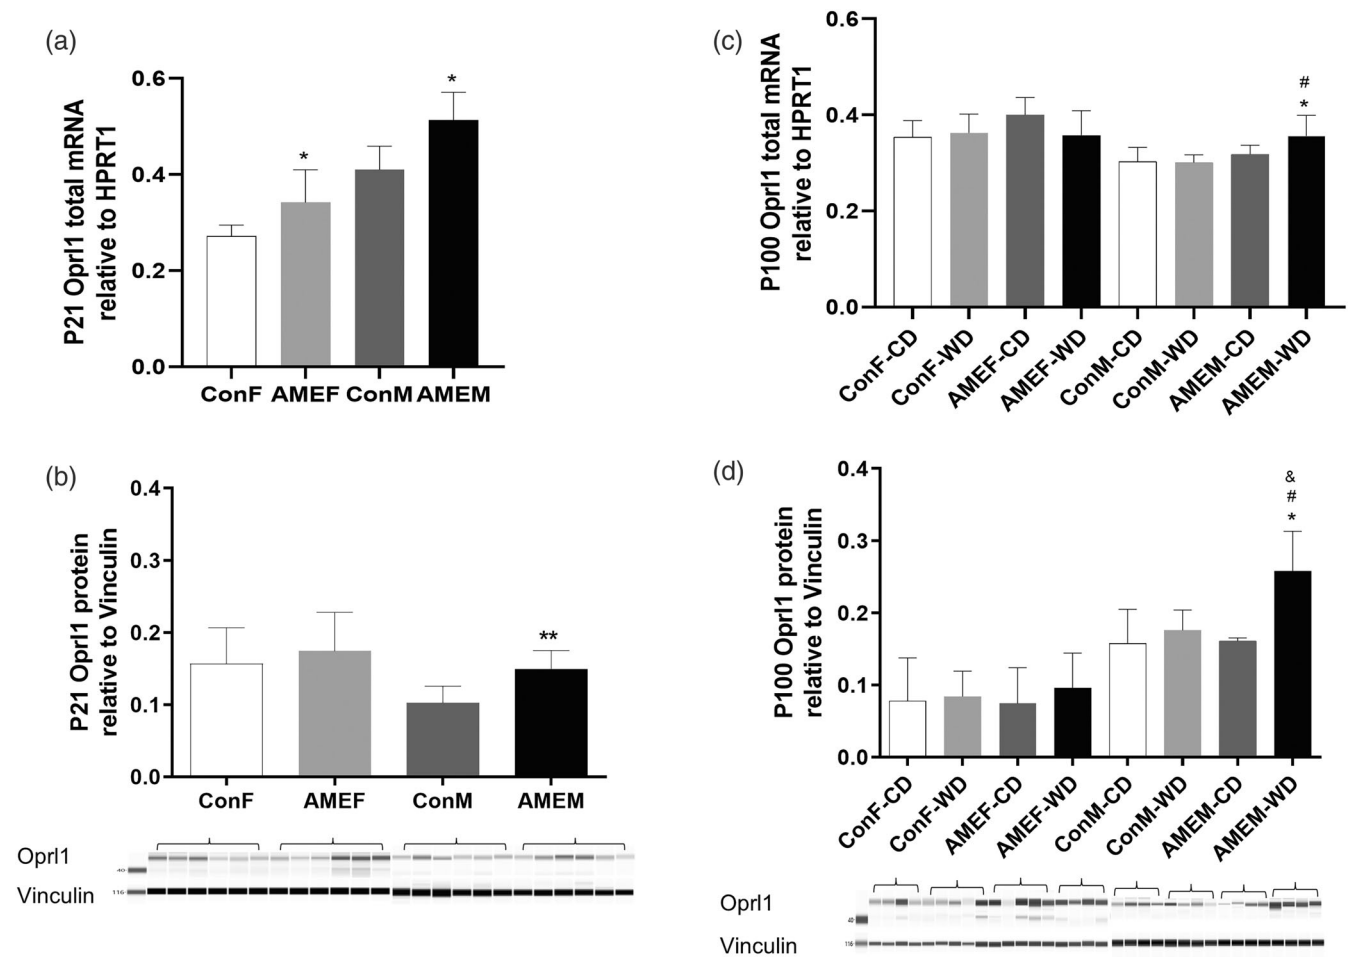 (a)
P21 Oprl1 total mRNA
relative to HPRT1
0.6
0.4
0.2
0.0
*
*
ConF AMEF ConM AMEM
(c)
P100 Oprl1 total mRNA
relative to HPRT1
0.6
0.4
0.2
0.0
#
*
ConF-CD
ConF-WD
AMEF-CD
AMEF-WD
ConM-CD
ConM-WD
AMEM-CD
AMEM-WD
(b)
P21 Oprl1 protein
relative to Vinculin
0.4
0.3
0.2
0.1
0.0
**
ConF AMEF ConM AMEM
Oprl1
40
Vinculin
116
(d)
P100 Oprl1 protein
relative to Vinculin
0.4
0.3
0.2
0.1
0.0
&
#
*
ConF-CD
ConF-WD
AMEF-CD
AMEF-WD
ConM-CD
ConM-WD
AMEM-CD
AMEM-WD
Oprl1
40
Vinculin
116